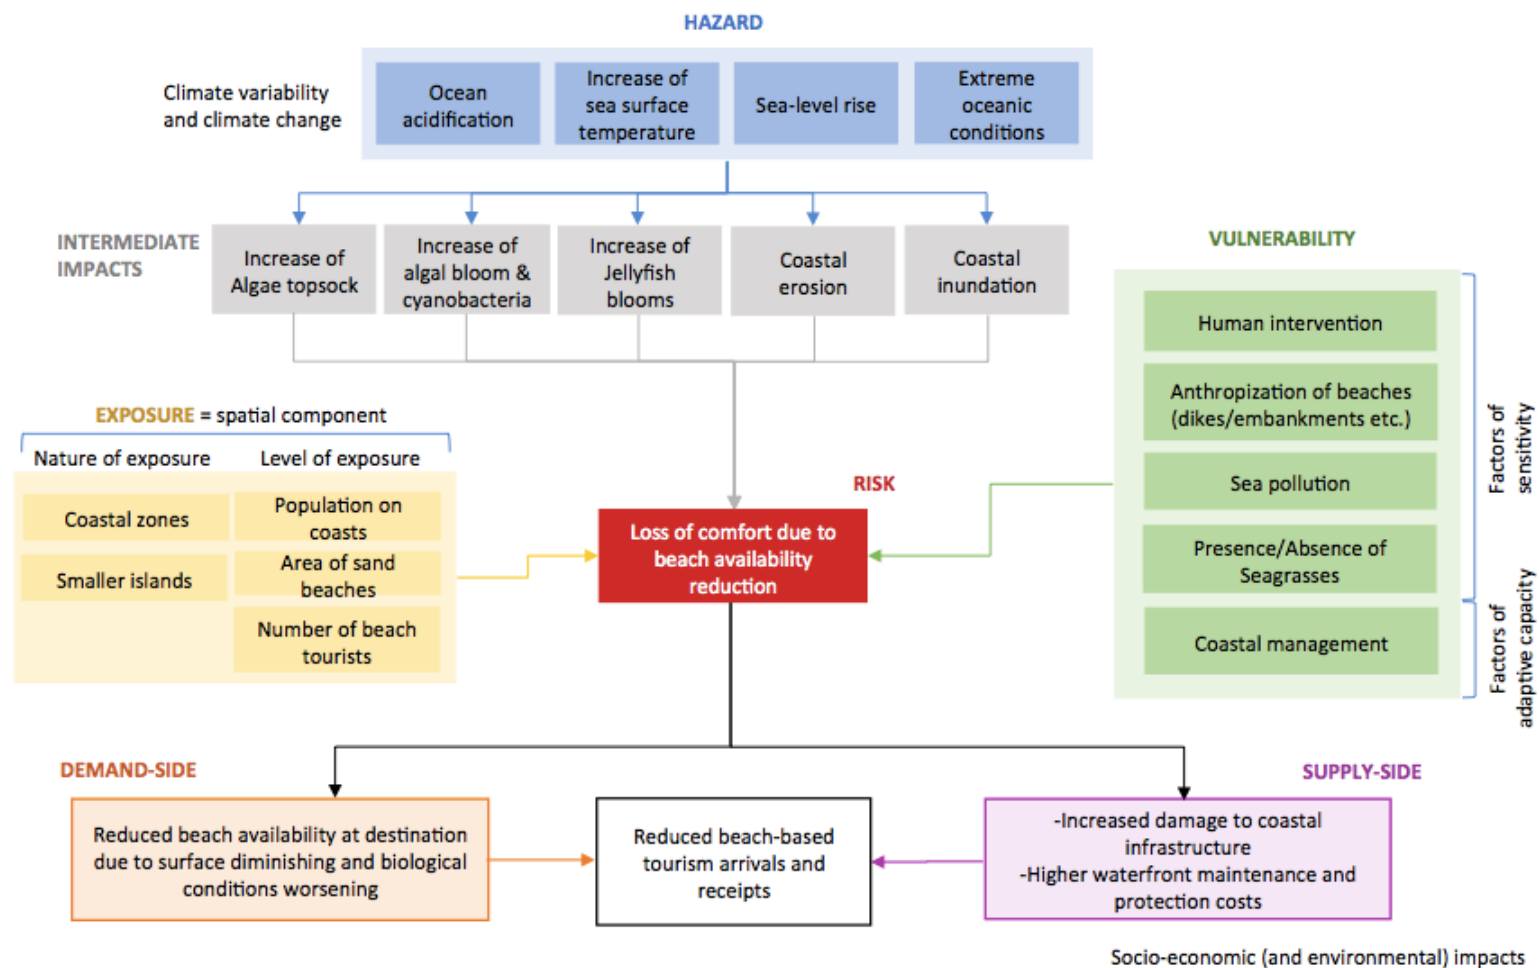 HAZARD
Climate variability
and climate change
Ocean
acidification
Increase of
sea surface
temperature
Sea-level rise
Extreme
oceanic
conditions
INTERMEDIATE
IMPACTS
Increase of
Algae topsock
Increase of
algal bloom &
cyanobacteria
Increase of
Jellyfish
blooms
Coastal
erosion
Coastal
inundation
VULNERABILITY
Human intervention
Anthropization of beaches
(dikes/embankments etc.)
Sea pollution
Presence/Absence of
Seagrasses
Coastal management
Factors of
sensitivity
Factors of
adaptive capacity
EXPOSURE = spatial component
Nature of exposure
Level of exposure
Coastal zones
Smaller islands
Population on
coasts
Area of sand
beaches
Number of beach
tourists
RISK
Loss of comfort due to
beach availability
reduction
DEMAND-SIDE
Reduced beach availability at destination
due to surface diminishing and biological
conditions worsening
Reduced beach-based
tourism arrivals and
receipts
SUPPLY-SIDE
-Increased damage to coastal
infrastructure
-Higher waterfront maintenance and
protection costs
Socio-economic (and environmental) impacts